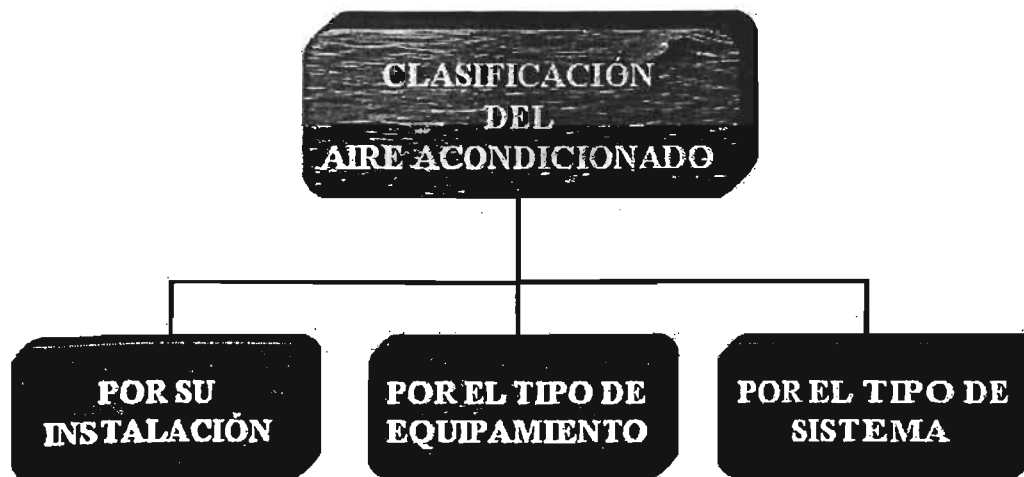 CLASIFICACIÓN
DEL
AIRE ACONDICIONADO
POR SU
INSTALACIÓN
POR EL TIPO DE
EQUIPAMIENTO
POR EL TIPO DE
SISTEMA